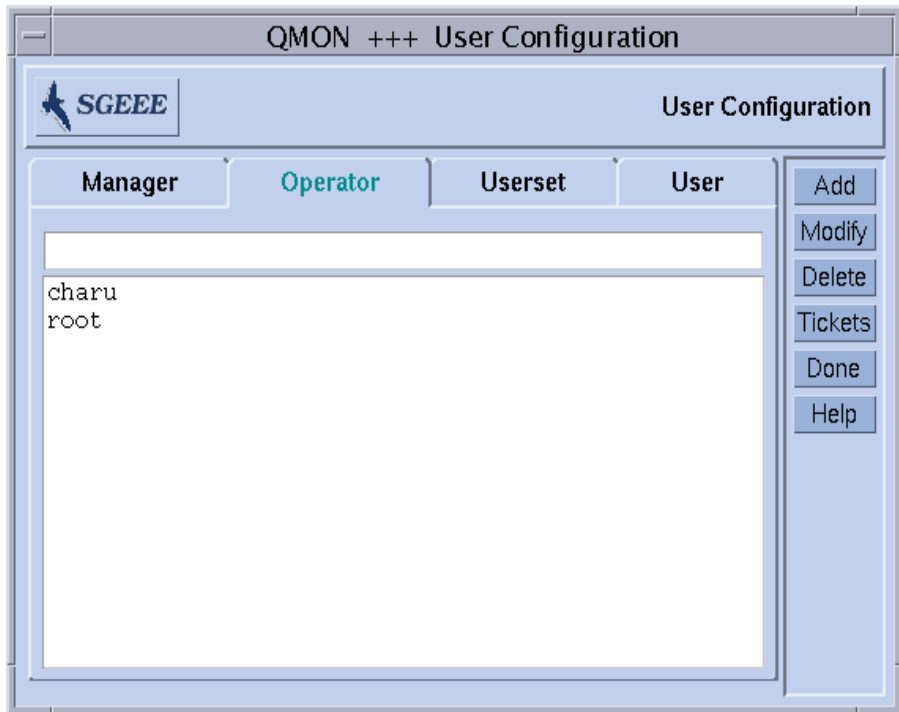 QMON +++ User Configuration
SGEEE
User Configuration
Manager Operator Userset User
charu
root
Add
Modify
Delete
Tickets
Done
Help